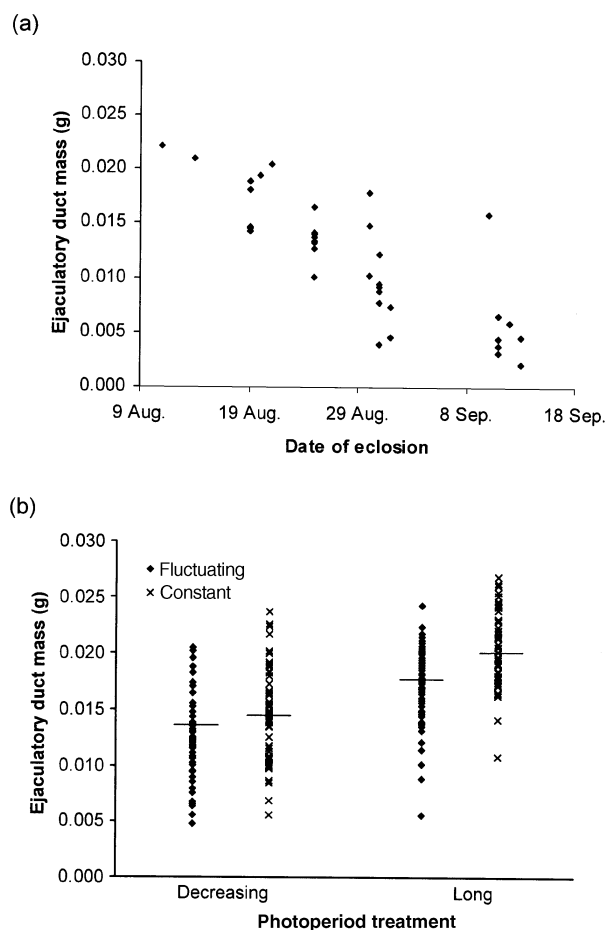 (a)
0.030
0.025
0.020
0.015
0.010
0.005
0.000
Ejaculatory duct mass (g)
9 Aug. 19 Aug. 29 Aug. 8 Sep. 18 Sep.
Date of eclosion
(b)
0.030
0.025
0.020
0.015
0.010
0.005
0.000
Ejaculatory duct mass (g)
Fluctuating
Constant
Decreasing Long
Photoperiod treatment